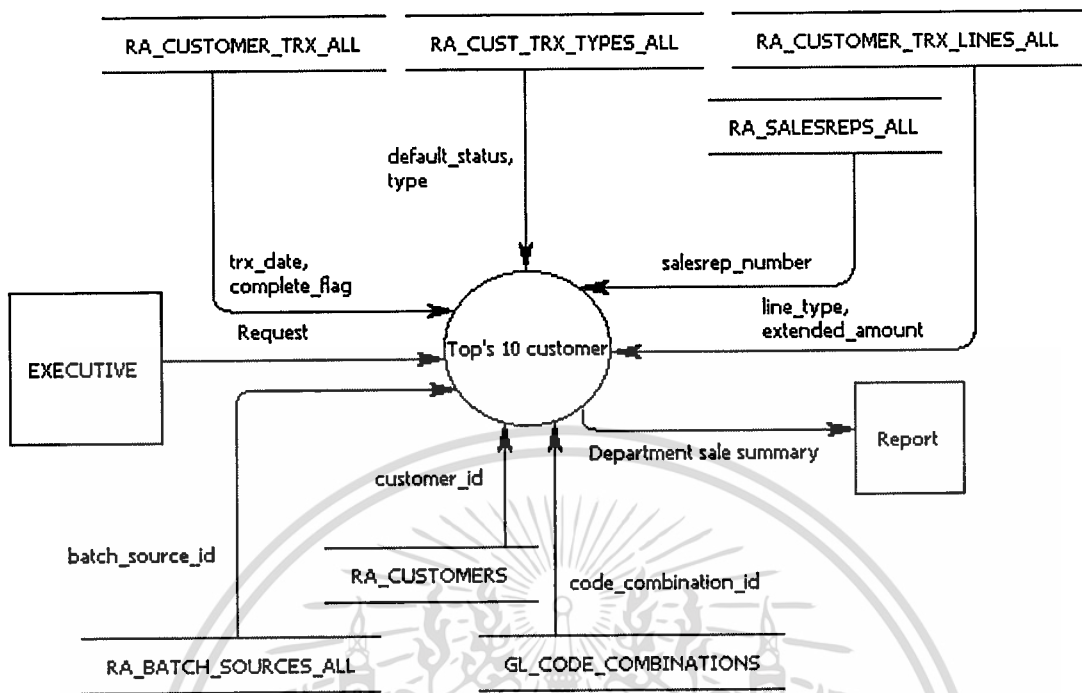 RA_CUSTOMER_TRX_ALL
RA_CUST_TRX_TYPES_ALL
RA_CUSTOMER_TRX_LINES_ALL
RA_SALESREPS_ALL
default_status,
type
trx_date,
complete_flag
salesrep_number
line_type,
extended_amount
Request
EXECUTIVE
Top's 10 customer
Report
Department sale summary
customer_id
batch_source_id
RA_CUSTOMERS
code_combination_id
RA_BATCH_SOURCES_ALL
GL_CODE_COMBINATIONS